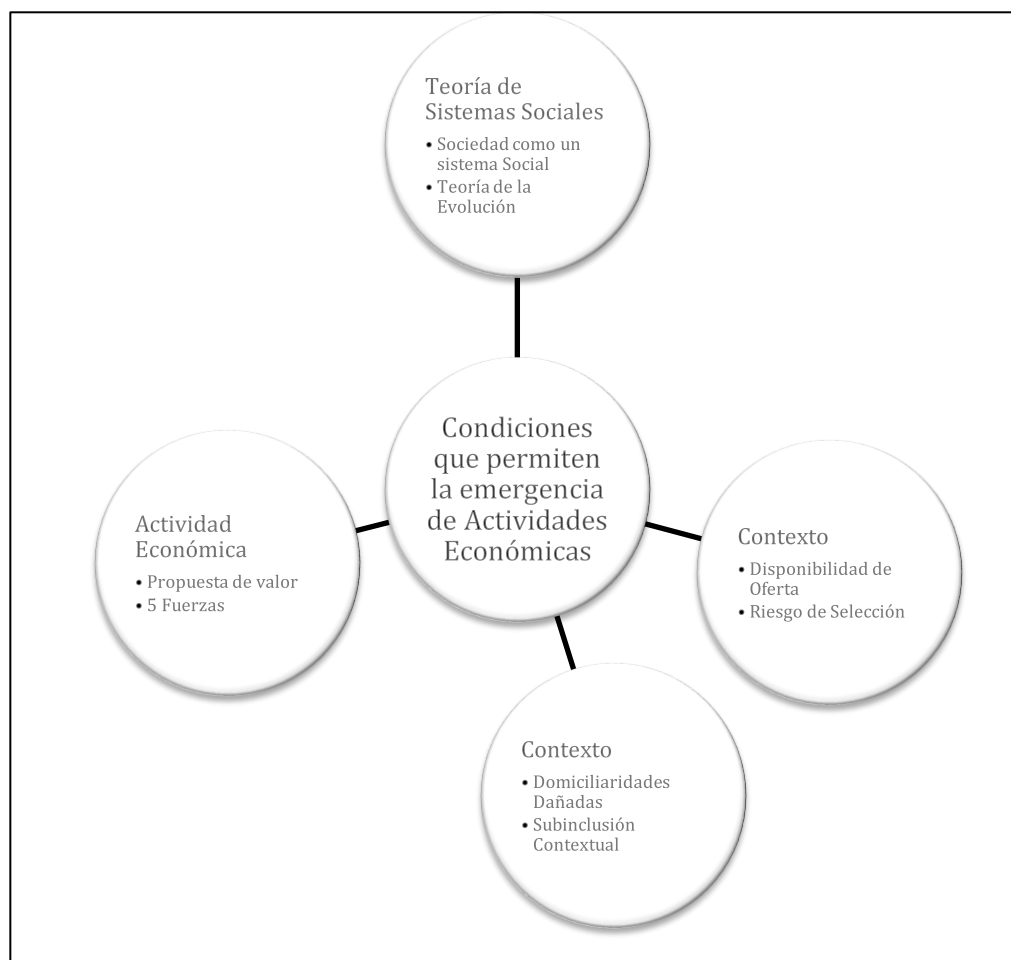 Teoría de
Sistemas Sociales
• Sociedad como un
sistema Social
• Teoría de la
Evolución
Condiciones
que permiten
la emergencia
de Actividades
Económicas
Actividad
Económica
• Propuesta de valor
• 5 Fuerzas
Contexto
• Disponibilidad de
Oferta
• Riesgo de Selección
Contexto
• Domiciliaridades
Dañadas
• Subinclusión
Contextual